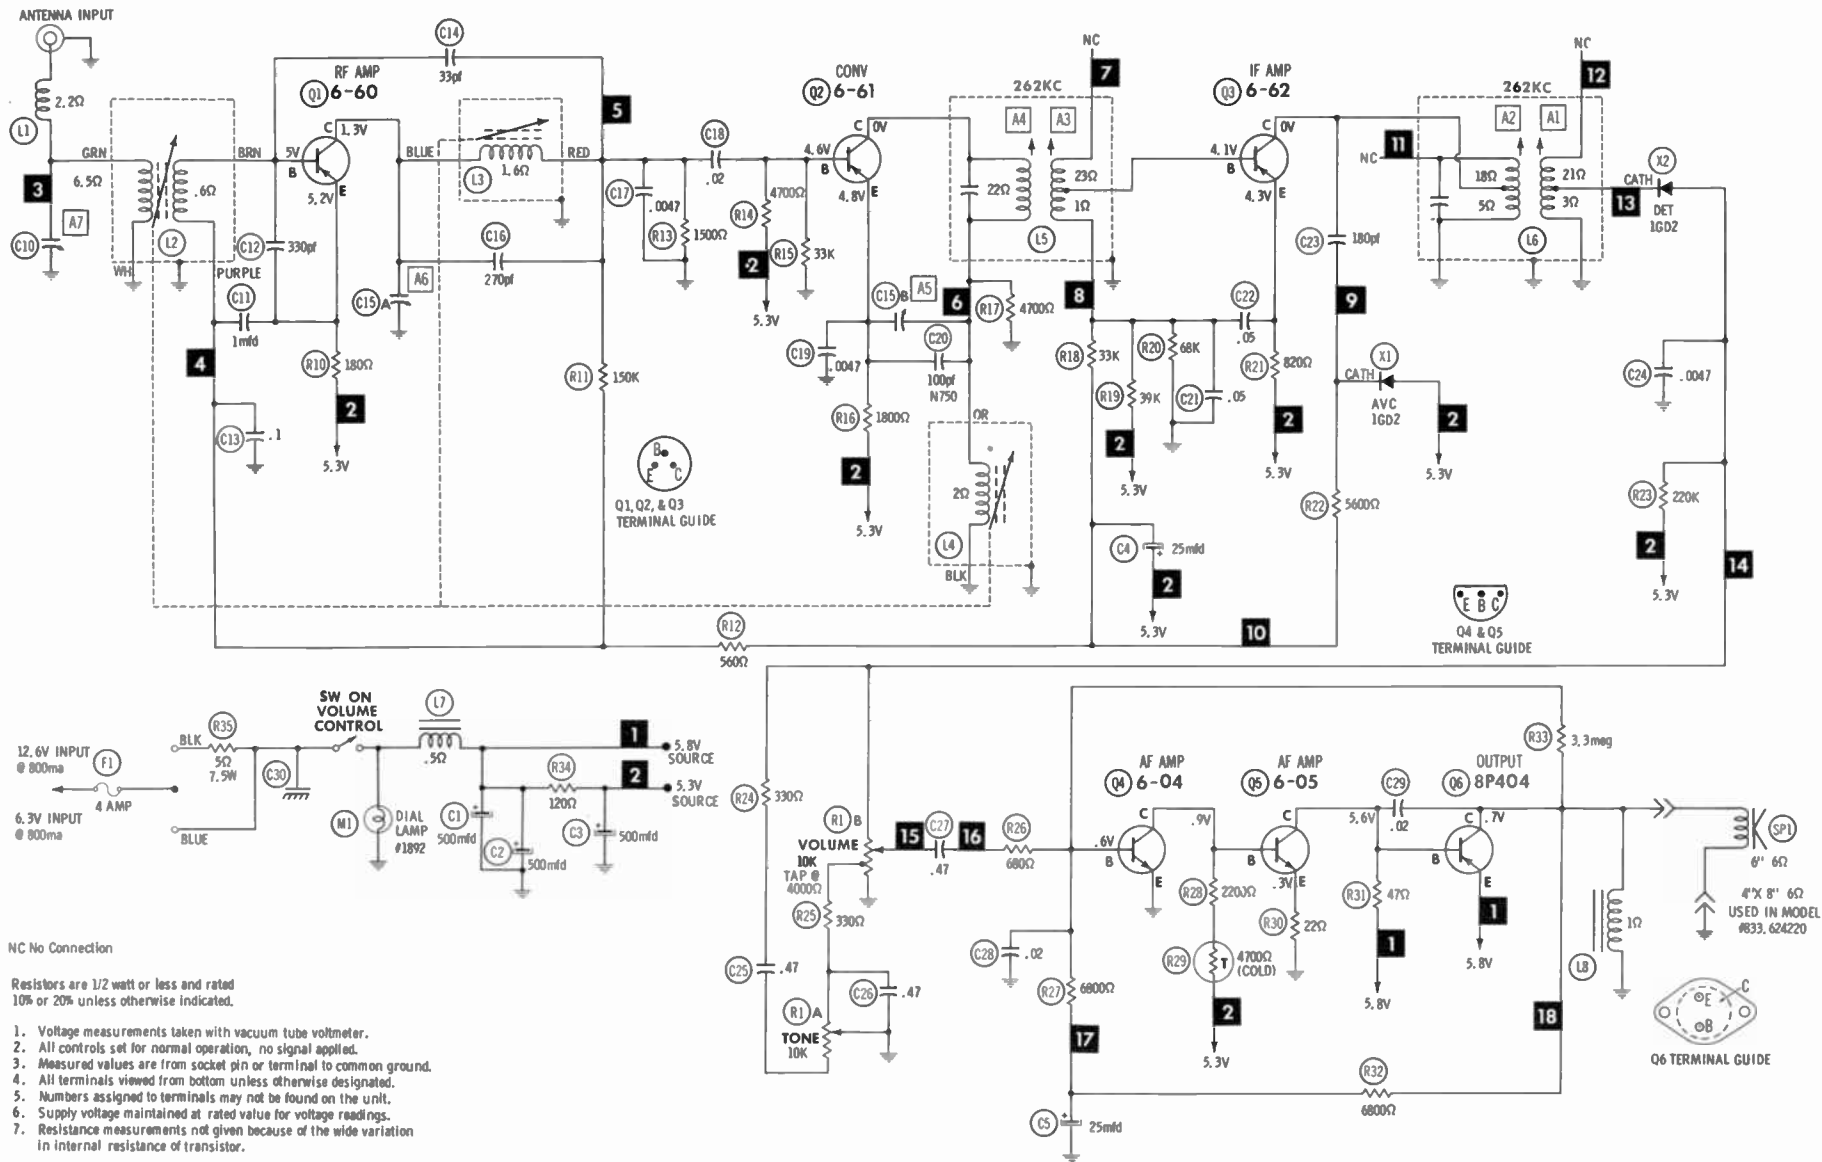 ANTENNA INPUT
L1
2.2Ω
GRN
3
6.5Ω
A7
C10
WH
L2
.6Ω
BRN
PURPLE
C11
1mfd
4
C13
.1
C12
330pf
C14
33pf
RF AMP
Q1 6-60
C 1.3V
5V
B
E
5.2V
R10
180Ω
2
5.3V
C15 A
A6
BLUE
L3
1.6Ω
RED
C16
270pf
5
R11
150K
C17
.0047
R13
1500Ω
C18
.02
4700Ω
R14
2
5.3V
R15
33K
CONV
Q2 6-61
C 0V
4.6V
B
E
4.8V
C15 B
A5
C19
.0047
C20
100pf
N750
R16
1800Ω
2
5.3V
6
R17
4700Ω
OR
2Ω
L4
BLK
B
E C
Q1, Q2, & Q3
TERMINAL GUIDE
NC
7
262KC
A4
A3
22Ω
23Ω
1Ω
L5
8
R18
33K
R19
39K
2
5.3V
R20
68K
C21
.05
C22
.05
C4
25mfd
2
5.3V
IF AMP
Q3 6-62
C 0V
4.1V
B
4.3V
E
R21
820Ω
2
5.3V
C23
180pf
9
X1
CATH
AVC
1GD2
2
5.3V
R22
5600Ω
10
R12
560Ω
NC
11
262KC
A2
A1
NC
12
18Ω
5Ω
21Ω
3Ω
L6
X2
CATH
13
DET
1GD2
C24
.0047
R23
220K
2
5.3V
14
E B C
Q4 & Q5
TERMINAL GUIDE
SW ON
VOLUME
CONTROL
L7
.5Ω
1
5.8V
SOURCE
2
5.3V
SOURCE
12.6V INPUT
@ 800ma
F1
4 AMP
6.3V INPUT
@ 800ma
BLK
R35
5Ω
7.5W
BLUE
C30
M1
DIAL
LAMP
#1892
C1
500mfd
C2
500mfd
R34
120Ω
C3
500mfd
R24
330Ω
R1 B
VOLUME
10K
TAP @
4000Ω
R25
330Ω
C25
.47
R1 A
TONE
10K
C26
.47
15
C27
.47
16
R26
680Ω
C28
.02
R27
6800Ω
17
C5
25mfd
AF AMP
Q4 6-04
C
.6V
B
E
.9V
R28
2200Ω
R29
T
4700Ω
(COLD)
2
5.3V
AF AMP
Q5 6-05
C
B
.3V E
R30
22Ω
5.6V
C29
.02
R31
47Ω
1
5.8V
OUTPUT
Q6 8P404
C .7V
B
E
1
5.8V
R33
3.3meg
18
R32
6800Ω
L8
1Ω
SP1
6" 6Ω
4"X 8" 6Ω
USED IN MODEL
#833.624220
E
C
B
Q6 TERMINAL GUIDE
NC No Connection
Resistors are 1/2 watt or less and rated
10% or 20% unless otherwise indicated.
1. Voltage measurements taken with vacuum tube voltmeter.
2. All controls set for normal operation, no signal applied.
3. Measured values are from socket pin or terminal to common ground.
4. All terminals viewed from bottom unless otherwise designated.
5. Numbers assigned to terminals may not be found on the unit.
6. Supply voltage maintained at rated value for voltage readings.
7. Resistance measurements not given because of the wide variation
in internal resistance of transistor.